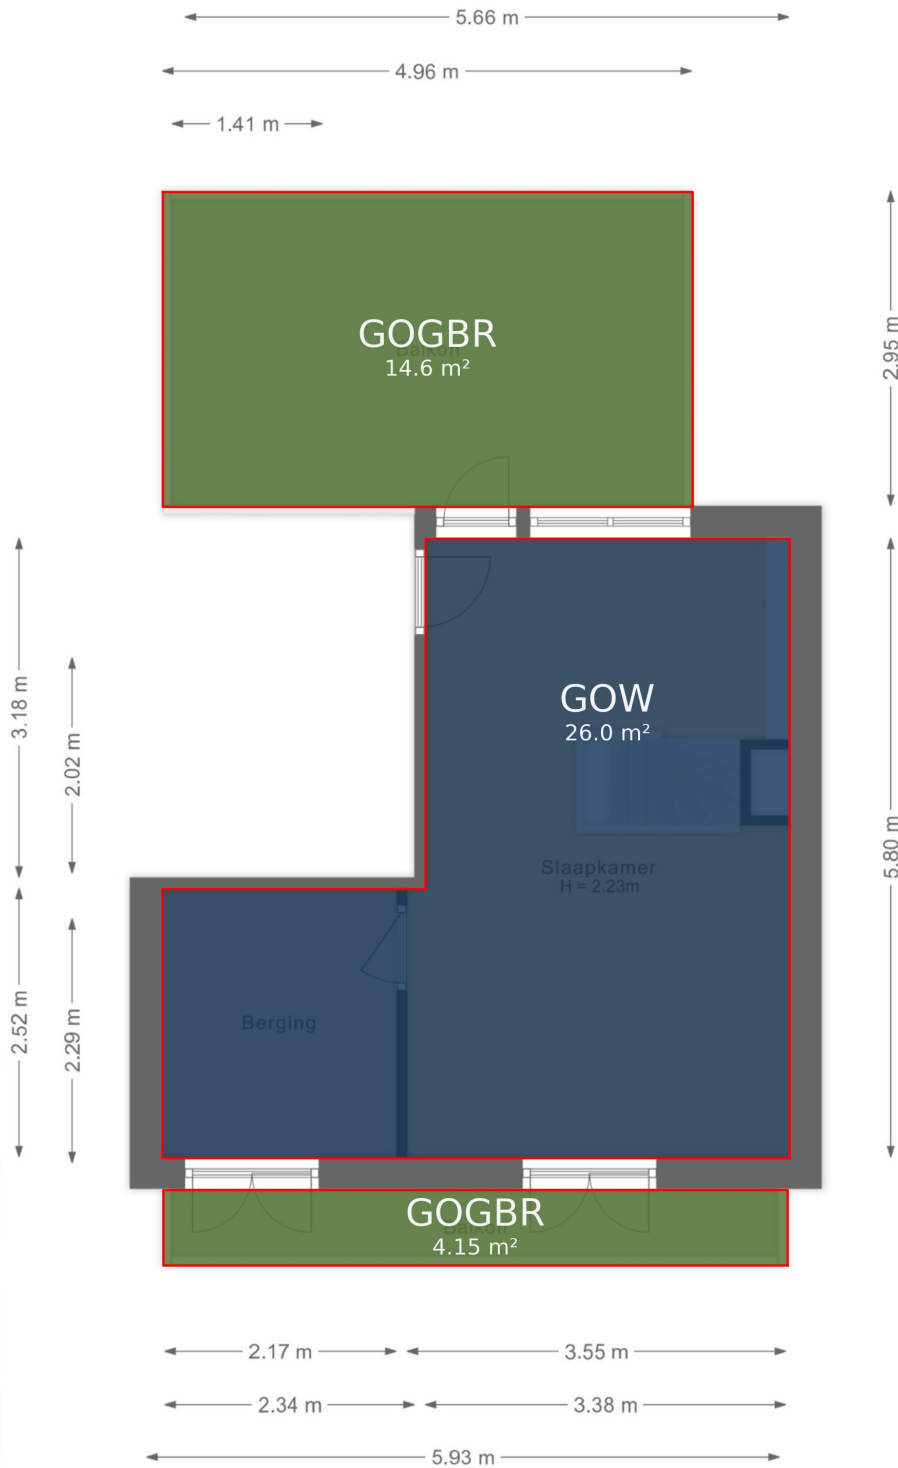 5.66 m
4.96 m
1.41 m
2.95 m
GOGBR
Balkon
14.6 m²
3.18 m
2.02 m
GOW
26.0 m²
5.80 m
Slaapkamer
H = 2.23m
2.52 m
2.29 m
Berging
GOGBR
Balkon
4.15 m²
2.17 m
3.55 m
2.34 m
3.38 m
5.93 m